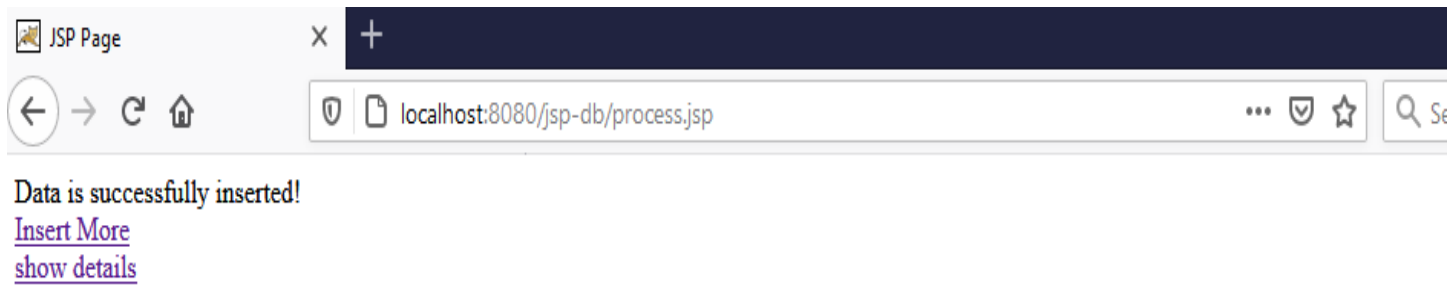 JSP Page
localhost:8080/jsp-db/process.jsp
Data is successfully inserted!
Insert More
show details